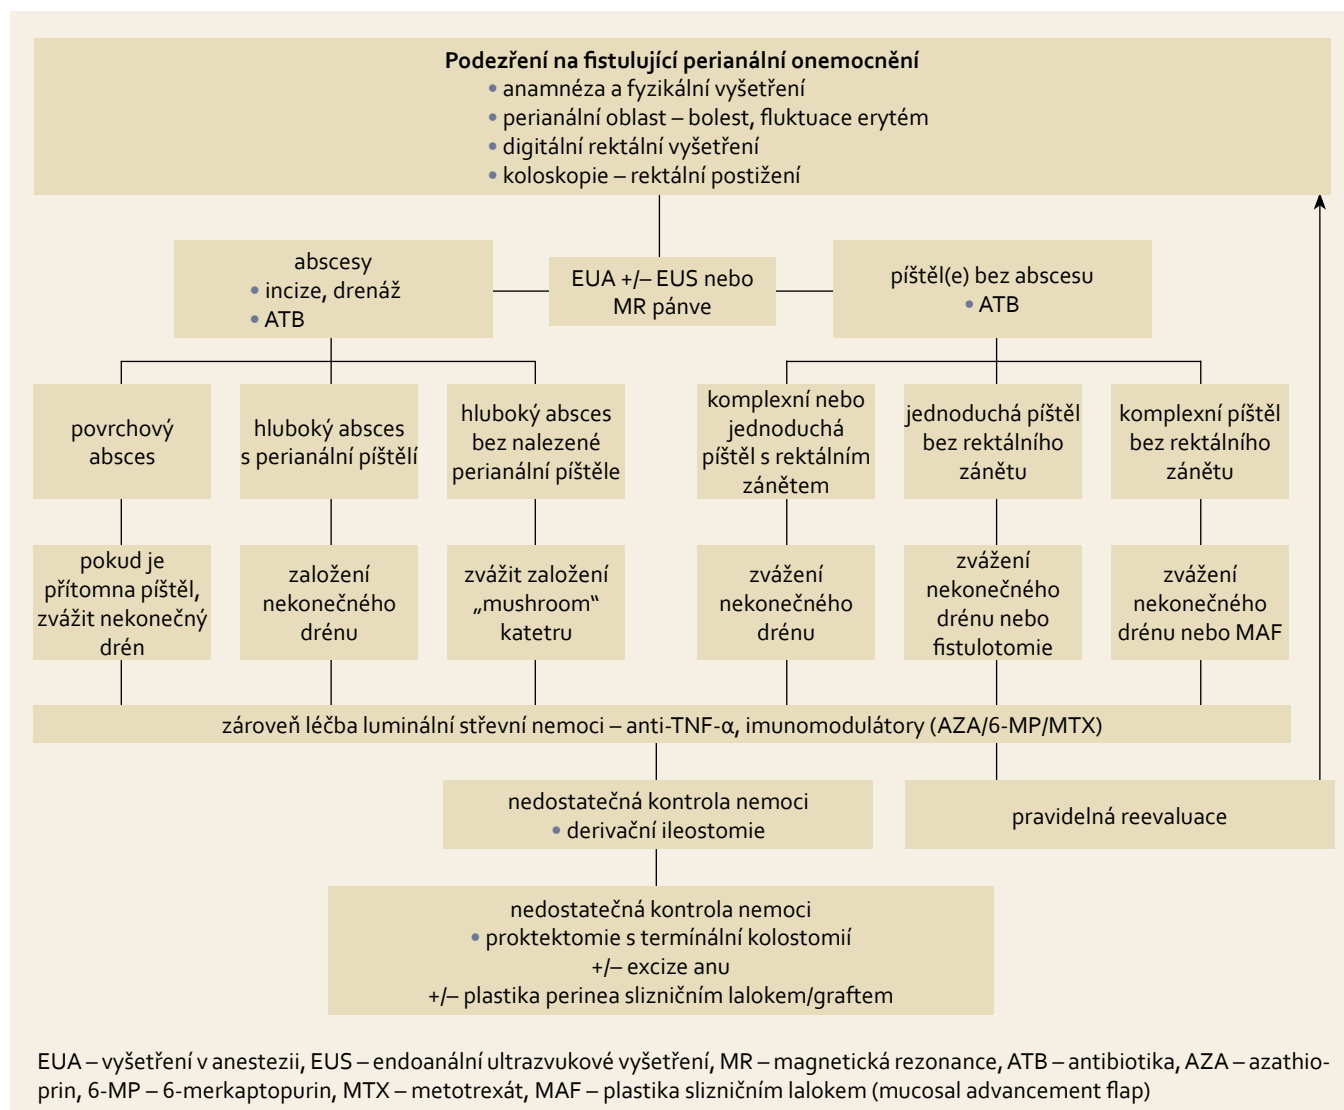 Podezření na fistulující perianální onemocnění
• anamnéza a fyzikální vyšetření
• perianální oblast – bolest, fluktuace erytém
• digitální rektální vyšetření
• koloskopie – rektální postižení
abscesy
• incize, drenáž
• ATB
EUA +/– EUS nebo
MR pánve
píštěl(e) bez abscesu
• ATB
povrchový
absces
hluboký absces
s perianální píštělí
hluboký absces
bez nalezené
perianální píštěle
komplexní nebo
jednoduchá
píštěl s rektálním
zánětem
jednoduchá píštěl
bez rektálního
zánětu
komplexní píštěl
bez rektálního
zánětu
pokud je
přítomna píštěl,
zvážit nekonečný
drén
založení
nekonečného
drénu
zvážit založení
„mushroom“
katetru
zvážení
nekonečného
drénu
zvážení
nekonečného
drénu nebo
fistulotomie
zvážení
nekonečného
drénu nebo MAF
zároveň léčba luminální střevní nemoci – anti-TNF-α, imunomodulátory (AZA/6-MP/MTX)
nedostatečná kontrola nemoci
• derivační ileostomie
pravidelná reevaluace
nedostatečná kontrola nemoci
• proktektomie s termínální kolostomií
+/– excize anu
+/– plastika perinea slizničním lalokem/graftem
EUA – vyšetření v anestezii, EUS – endoanální ultrazvukové vyšetření, MR – magnetická rezonance, ATB – antibiotika, AZA – azathio-
prin, 6-MP – 6-merkaptopurin, MTX – metotrexát, MAF – plastika slizničním lalokem (mucosal advancement flap)